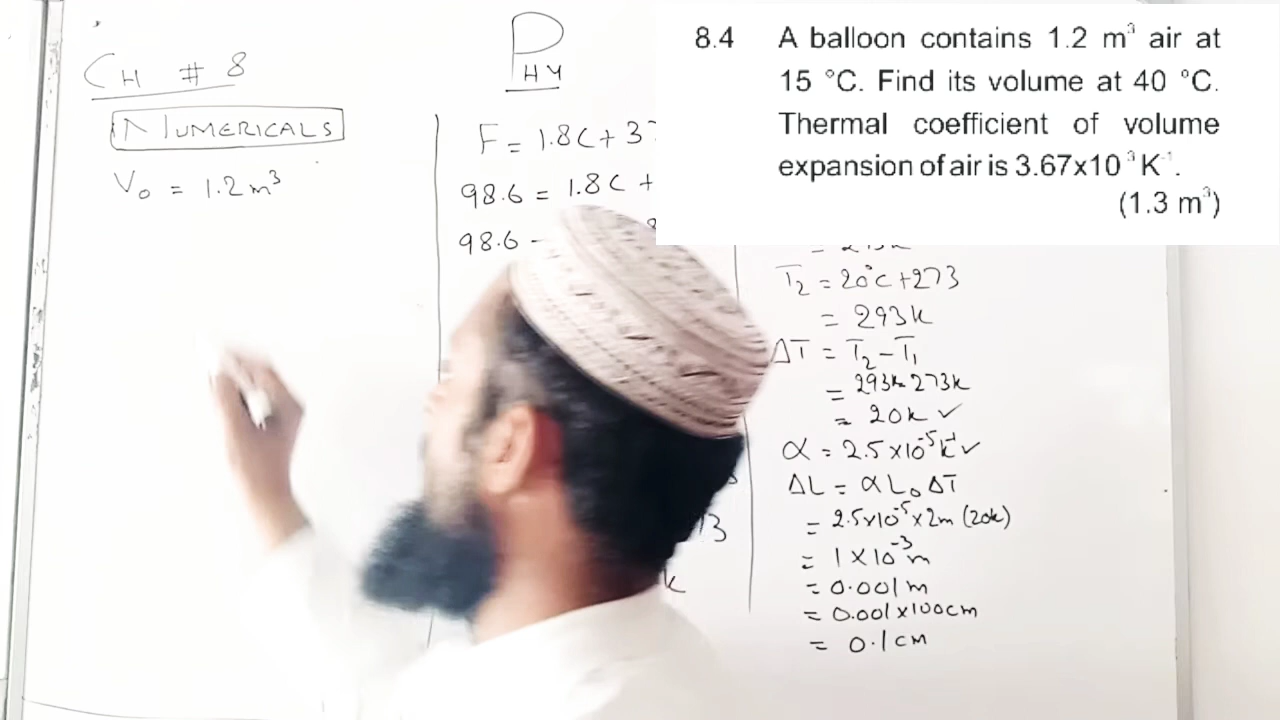 CH # 8
NUMERICALS
V₀ = 1.2 m³
PHY
F = 1.8C + 3
98.6 = 1.8C +
98.6 -
8.4 A balloon contains 1.2 m³ air at
15 °C. Find its volume at 40 °C.
Thermal coefficient of volume
expansion of air is 3.67x10⁻³ K⁻¹.
(1.3 m³)
T₂ = 20°C + 273
= 293k
ΔT = T₂ - T₁
= 293k 273k
= 20k ✓
α = 2.5 x10⁻⁵ k⁻¹ ✓
ΔL = α L₀ ΔT
= 2.5x10⁻⁵ x 2m (20k)
= 1 x 10⁻³ m
= 0.001 m
= 0.001 x 100cm
= 0.1 cm